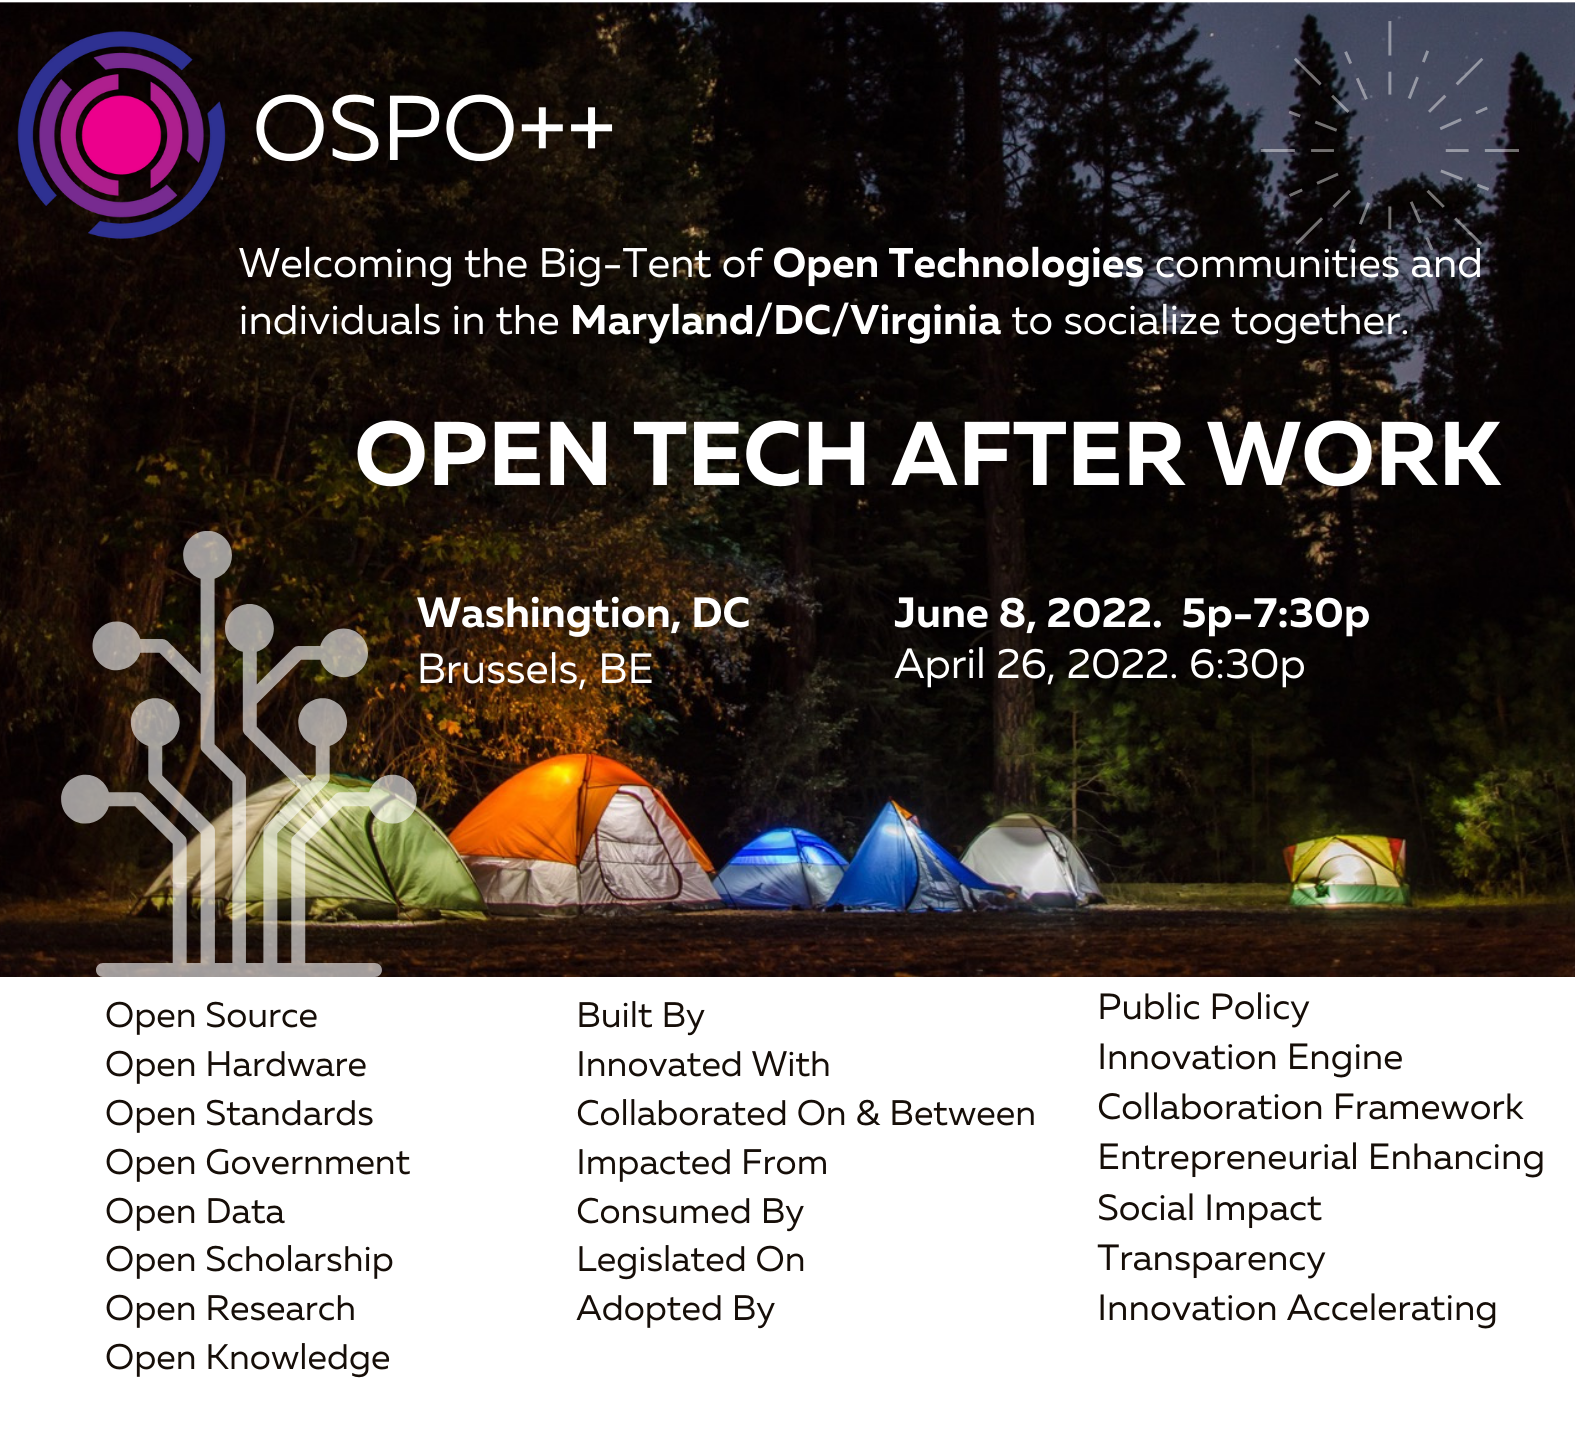 OSPO++
Welcoming the Big-Tent of Open Technologies communities and
individuals in the Maryland/DC/Virginia to socialize together.
OPEN TECH AFTER WORK
Washingtion, DC
June 8, 2022.  5p-7:30p
Brussels, BE
April 26, 2022. 6:30p
Open Source
Open Hardware
Open Standards
Open Government
Open Data
Open Scholarship
Open Research
Open Knowledge
Built By
Innovated With
Collaborated On & Between
Impacted From
Consumed By
Legislated On
Adopted By
Public Policy
Innovation Engine
Collaboration Framework
Entrepreneurial Enhancing
Social Impact
Transparency
Innovation Accelerating